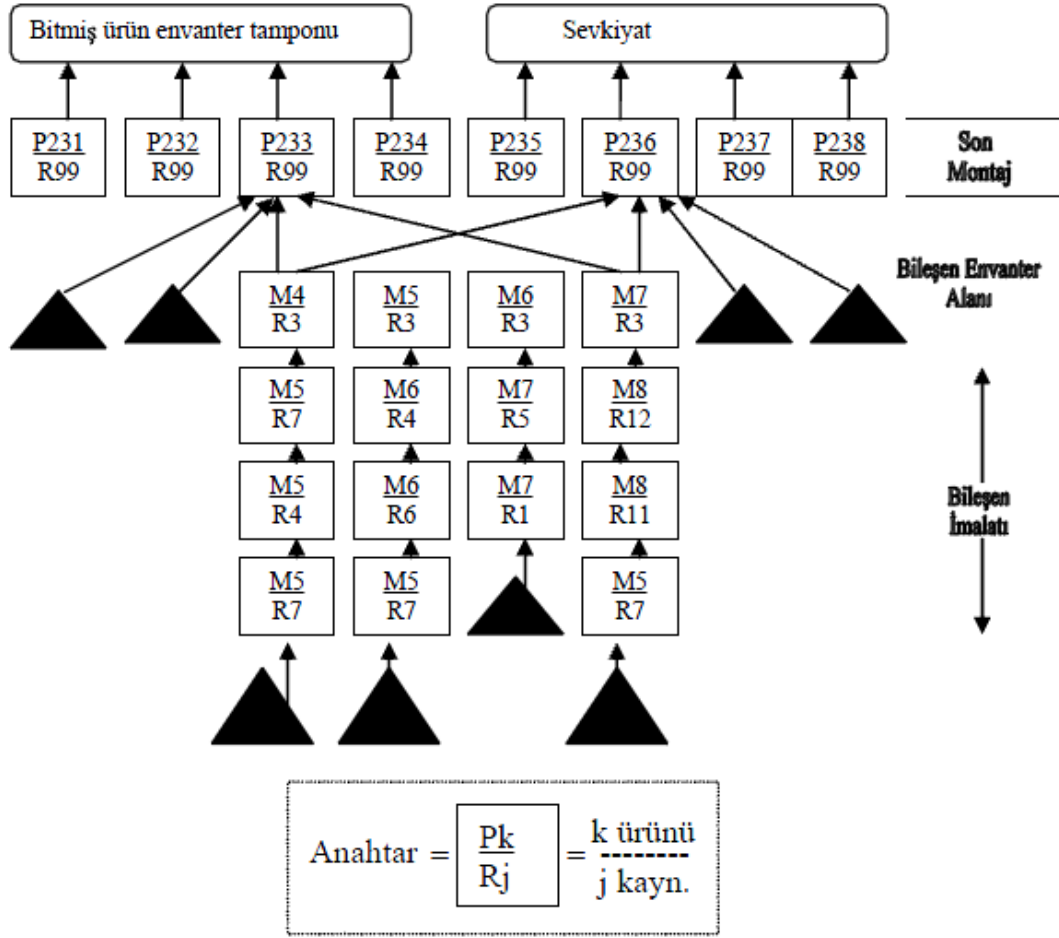 Bitmiş ürün envanter tamponu
Sevkiyat
P231
R99
P232
R99
P233
R99
P234
R99
P235
R99
P236
R99
P237
R99
P238
R99
Son
Montaj
Bileşen Envanter
Alanı
M4
R3
M5
R3
M6
R3
M7
R3
M5
R7
M6
R4
M7
R5
M8
R12
M5
R4
M6
R6
M7
R1
M8
R11
Bileşen
İmalatı
M5
R7
M5
R7
M5
R7
Anahtar =
Pk
Rj
=
k ürünü
j kayn.